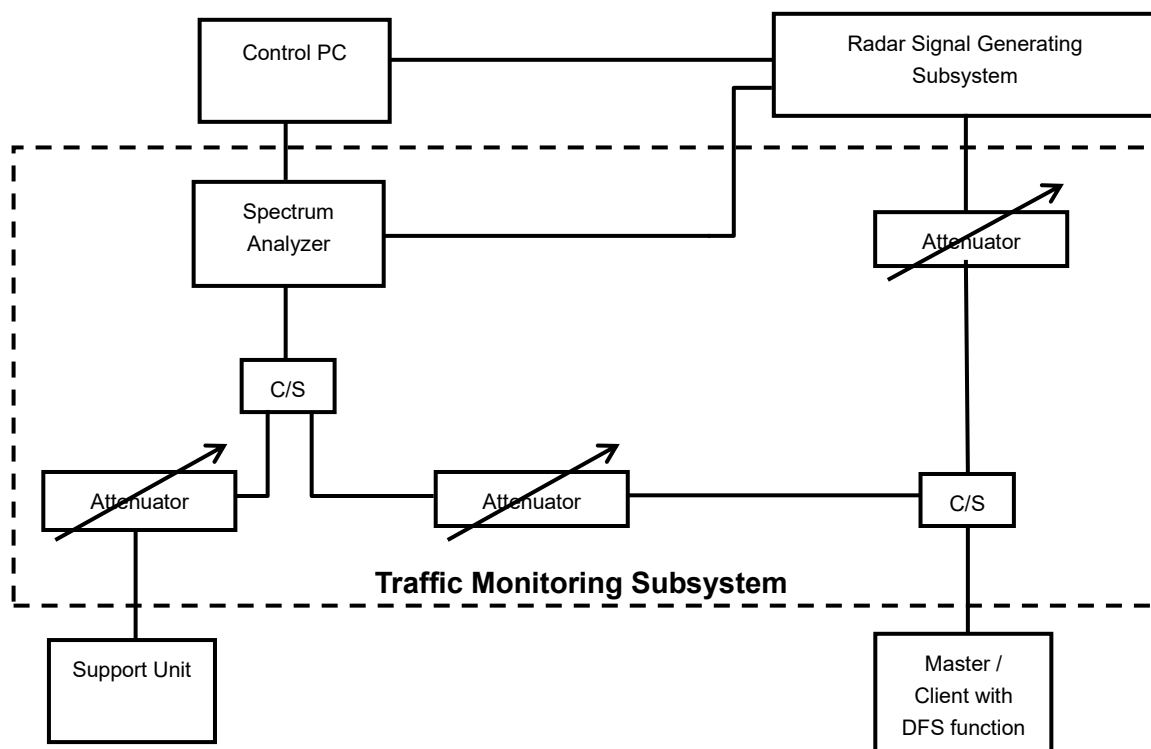 Control PC
Radar Signal Generating
Subsystem
Spectrum
Analyzer
Attenuator
C/S
Attenuator
Attenuator
C/S
Traffic Monitoring Subsystem
Support Unit
Master /
Client with
DFS function